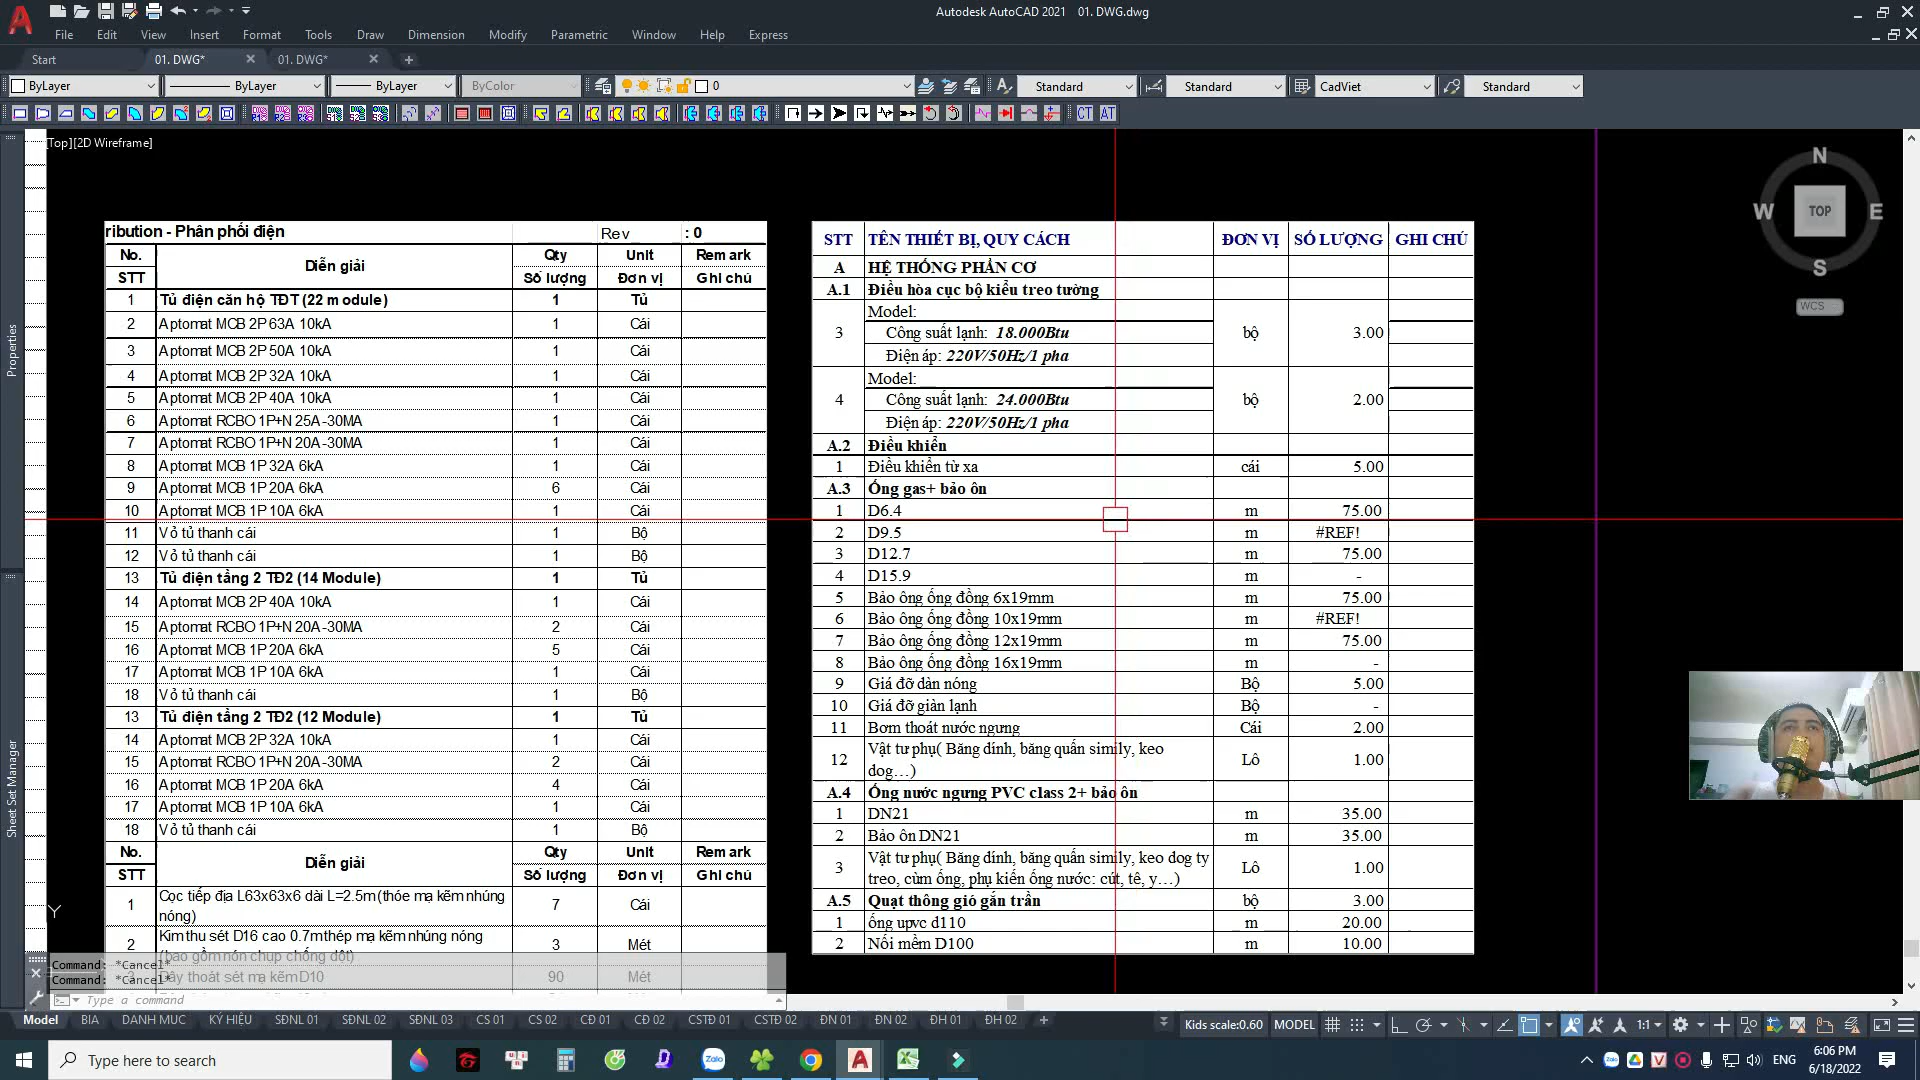 Autodesk AutoCAD 2021 01. DWG.dwg
File Edit View Insert Format Tools Draw Dimension Modify Parametric Window Help Express
Start 01. DWG* 01. DWG*
ByLayer ByLayer ByLayer ByColor 0 Standard Standard CadViet Standard
CT AT
[Top][2D Wireframe]
N
W TOP E
S
WCS
Properties
Sheet Set Manager
ribution - Phân phối điện Rev : 0
No. Diễn giải Qty Unit Remark
STT Số lượng Đơn vị Ghi chú
1 Tủ điện căn hộ TĐT (22 module) 1 Tủ
2 Aptomat MCB 2P 63A 10kA 1 Cái
3 Aptomat MCB 2P 50A 10kA 1 Cái
4 Aptomat MCB 2P 32A 10kA 1 Cái
5 Aptomat MCB 2P 40A 10kA 1 Cái
6 Aptomat RCBO 1P+N 25A-30MA 1 Cái
7 Aptomat RCBO 1P+N 20A-30MA 1 Cái
8 Aptomat MCB 1P 32A 6kA 1 Cái
9 Aptomat MCB 1P 20A 6kA 6 Cái
10 Aptomat MCB 1P 10A 6kA 1 Cái
11 Vỏ tủ thanh cái 1 Bộ
12 Vỏ tủ thanh cái 1 Bộ
13 Tủ điện tầng 2 TĐ2 (14 Module) 1 Tủ
14 Aptomat MCB 2P 40A 10kA 1 Cái
15 Aptomat RCBO 1P+N 20A-30MA 2 Cái
16 Aptomat MCB 1P 20A 6kA 5 Cái
17 Aptomat MCB 1P 10A 6kA 1 Cái
18 Vỏ tủ thanh cái 1 Bộ
13 Tủ điện tầng 2 TĐ2 (12 Module) 1 Tủ
14 Aptomat MCB 2P 32A 10kA 1 Cái
15 Aptomat RCBO 1P+N 20A-30MA 2 Cái
16 Aptomat MCB 1P 20A 6kA 4 Cái
17 Aptomat MCB 1P 10A 6kA 1 Cái
18 Vỏ tủ thanh cái 1 Bộ
No. Diễn giải Qty Unit Remark
STT Số lượng Đơn vị Ghi chú
1 Cọc tiếp địa L63x63x6 dài L=2.5m (thóe mạ kẽm nhúng nóng) 7 Cái
2 Kim thu sét D16 cao 0.7m thép mạ kẽm nhúng nóng 3 Mét
(bao gồm nón chụp chống dột)
3 Dây thoát sét mạ kẽm D10 90 Mét
STT TÊN THIẾT BỊ, QUY CÁCH ĐƠN VỊ SỐ LƯỢNG GHI CHÚ
A HỆ THỐNG PHẦN CƠ
A.1 Điều hòa cục bộ kiểu treo tường
Model:
3 Công suất lạnh: 18.000Btu bộ 3.00
Điện áp: 220V/50Hz/1 pha
Model:
4 Công suất lạnh: 24.000Btu bộ 2.00
Điện áp: 220V/50Hz/1 pha
A.2 Điều khiển
1 Điều khiển từ xa cái 5.00
A.3 Ống gas+ bảo ôn
1 D6.4 m 75.00
2 D9.5 m #REF!
3 D12.7 m 75.00
4 D15.9 m -
5 Bảo ông ống đồng 6x19mm m 75.00
6 Bảo ông ống đồng 10x19mm m #REF!
7 Bảo ông ống đồng 12x19mm m 75.00
8 Bảo ông ống đồng 16x19mm m -
9 Giá đỡ dàn nóng Bộ 5.00
10 Giá đỡ giàn lạnh Bộ -
11 Bơm thoát nước ngưng Cái 2.00
12 Vật tư phụ( Băng dính, băng quấn simily, keo dog…) Lô 1.00
A.4 Ống nước ngưng PVC class 2+ bảo ôn
1 DN21 m 35.00
2 Bảo ôn DN21 m 35.00
3 Vật tư phụ( Băng dính, băng quấn simily, keo dog ty treo, cùm ống, phụ kiến ống nước: cút, tê, y…) Lô 1.00
A.5 Quạt thông gió gắn trần bộ 3.00
1 ống upvc d110 m 20.00
2 Nối mềm D100 m 10.00
Y
Command: *Cancel*
Command: *Cancel*
Type a command
Model BIA DANH MUC KÝ HIỆU SĐNL 01 SĐNL 02 SĐNL 03 CS 01 CS 02 CĐ 01 CĐ 02 CSTĐ 01 CSTĐ 02 ĐN 01 ĐN 02 ĐH 01 ĐH 02
Kids scale:0.60 MODEL 1:1
Type here to search
Zalo
ENG
6:06 PM
6/18/2022